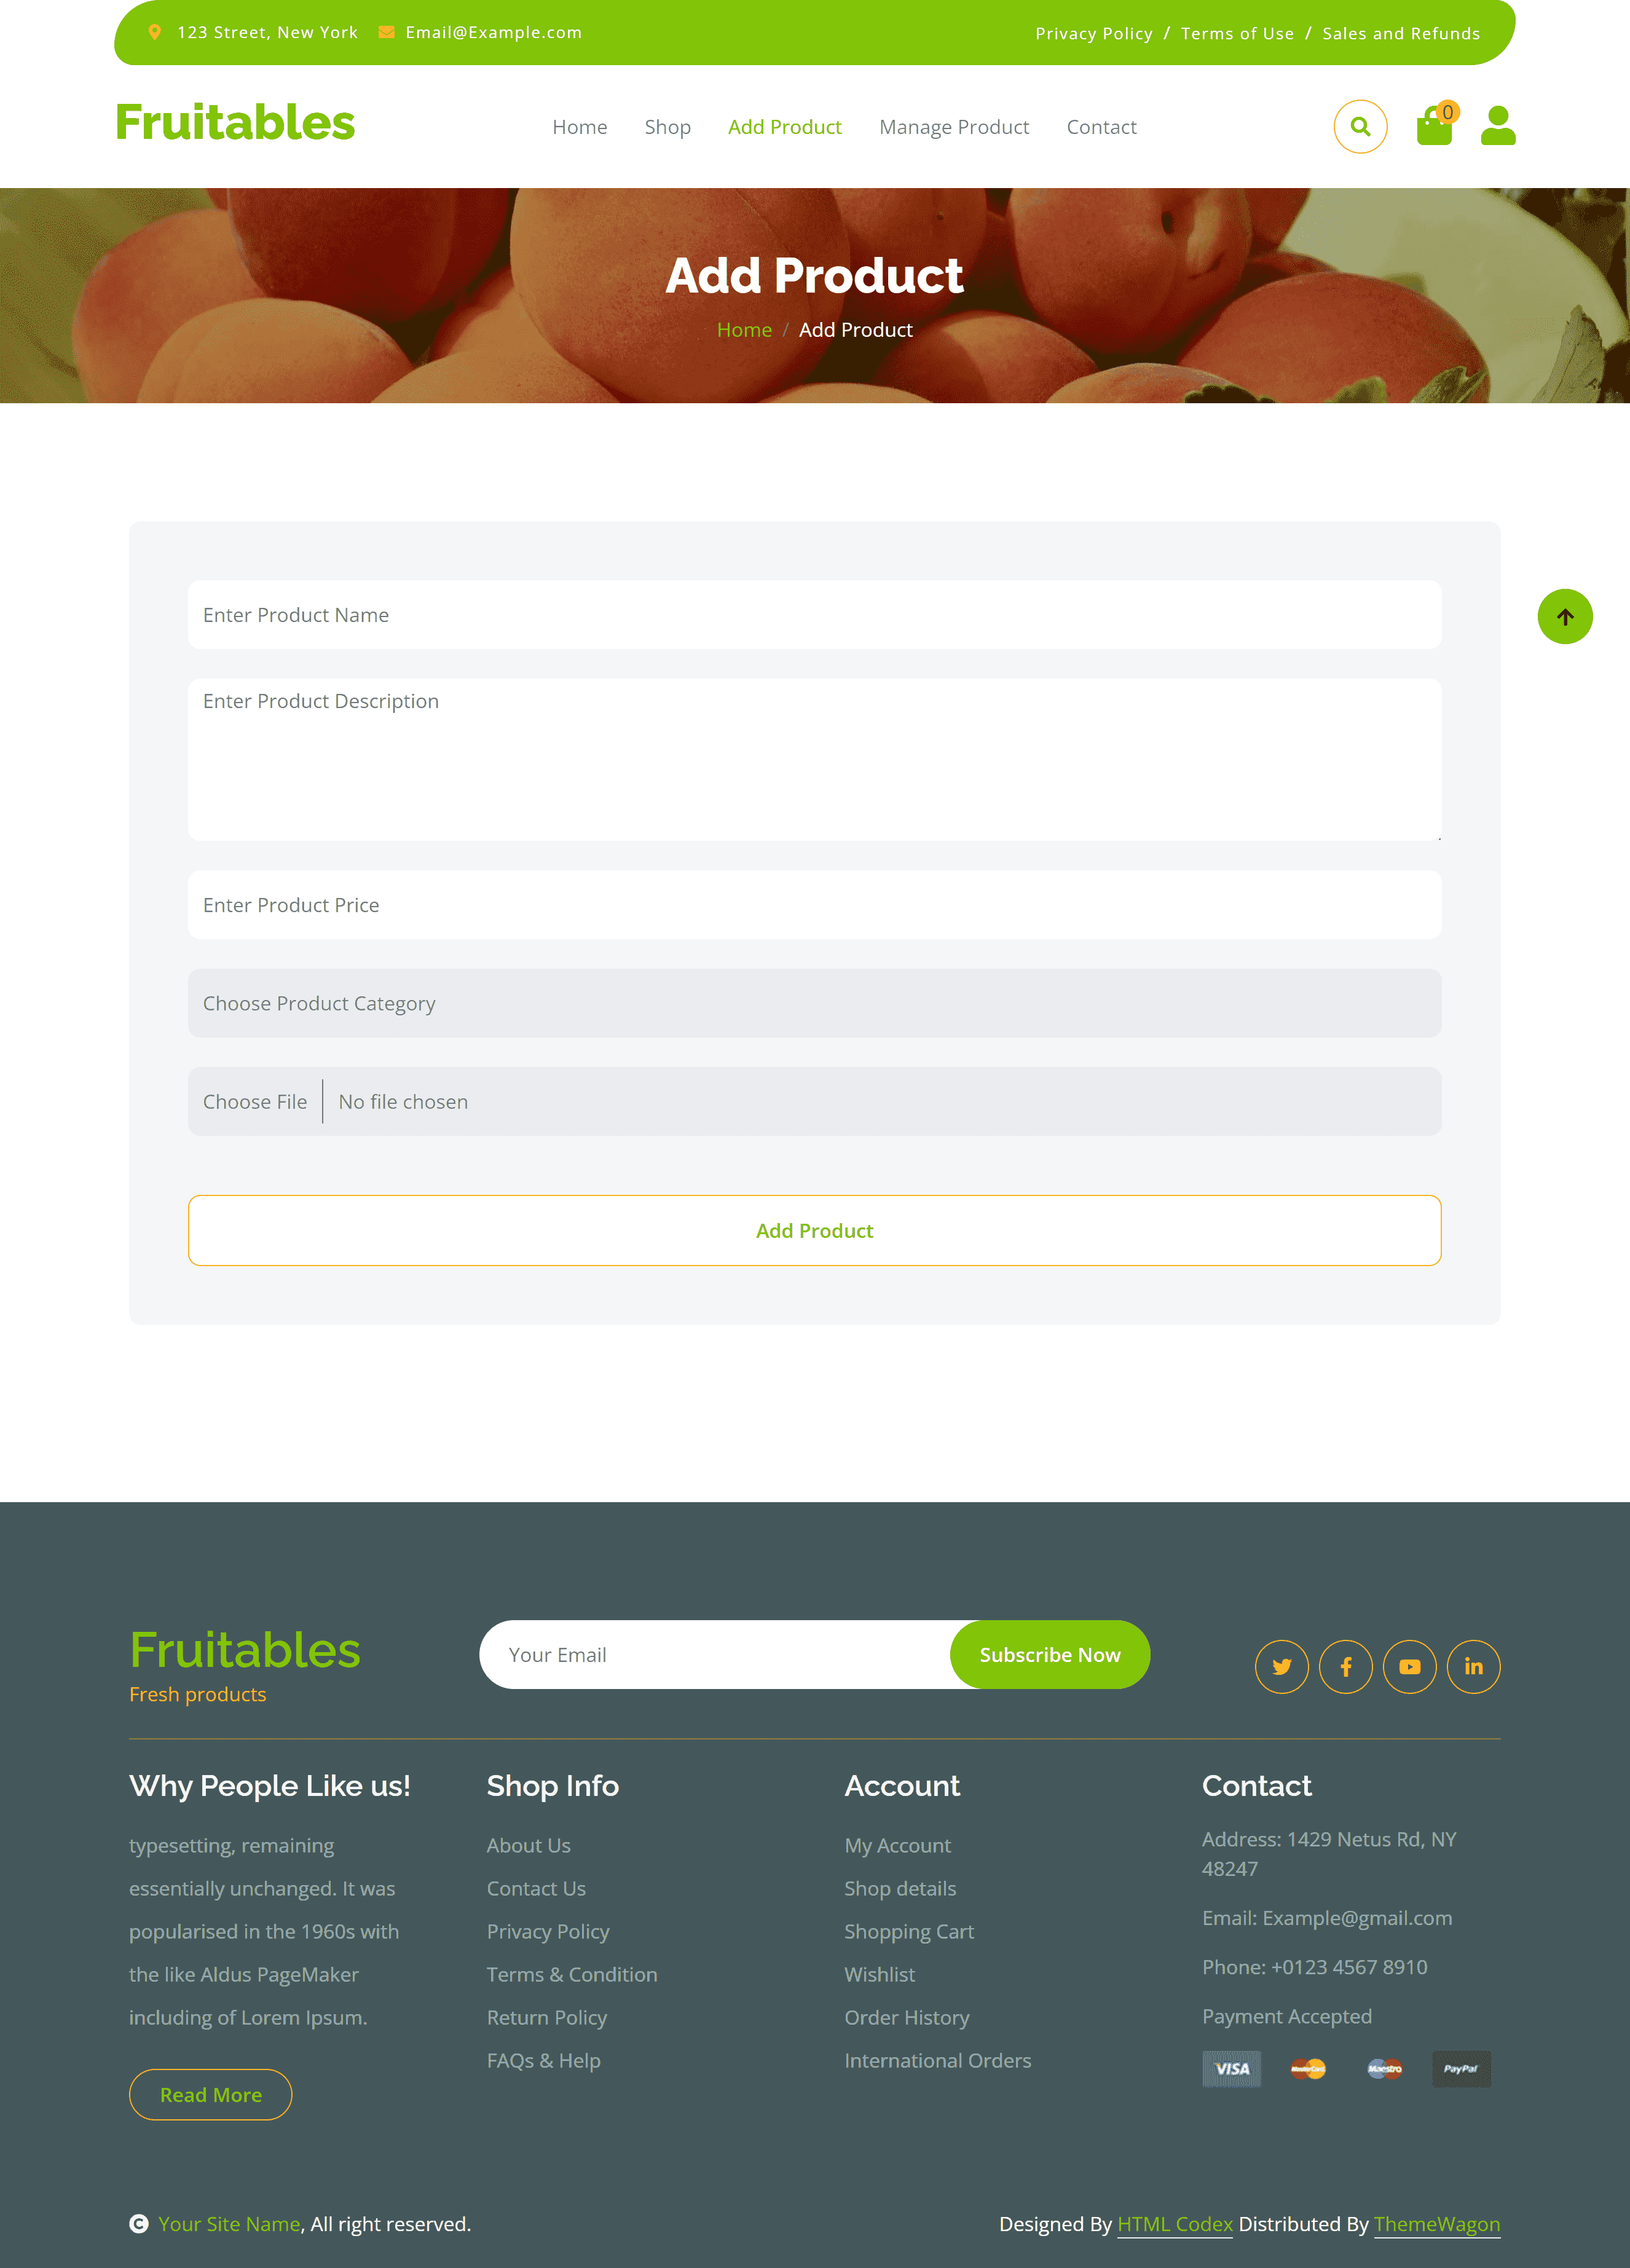 123 Street, New York Email@Example.com Privacy Policy / Terms of Use / Sales and Refunds
Fruitables Home Shop Add Product Manage Product Contact 0
Add Product
Home / Add Product
Enter Product Name
Enter Product Description
Enter Product Price
Choose Product Category
Choose File No file chosen
Add Product
Fruitables
Fresh products
Your Email Subscribe Now
Why People Like us!
typesetting, remaining
essentially unchanged. It was
popularised in the 1960s with
the like Aldus PageMaker
including of Lorem Ipsum.
Read More
Shop Info
About Us
Contact Us
Privacy Policy
Terms & Condition
Return Policy
FAQs & Help
Account
My Account
Shop details
Shopping Cart
Wishlist
Order History
International Orders
Contact
Address: 1429 Netus Rd, NY
48247
Email: Example@gmail.com
Phone: +0123 4567 8910
Payment Accepted
VISA MasterCard Maestro PayPal
Your Site Name, All right reserved. Designed By HTML Codex Distributed By ThemeWagon